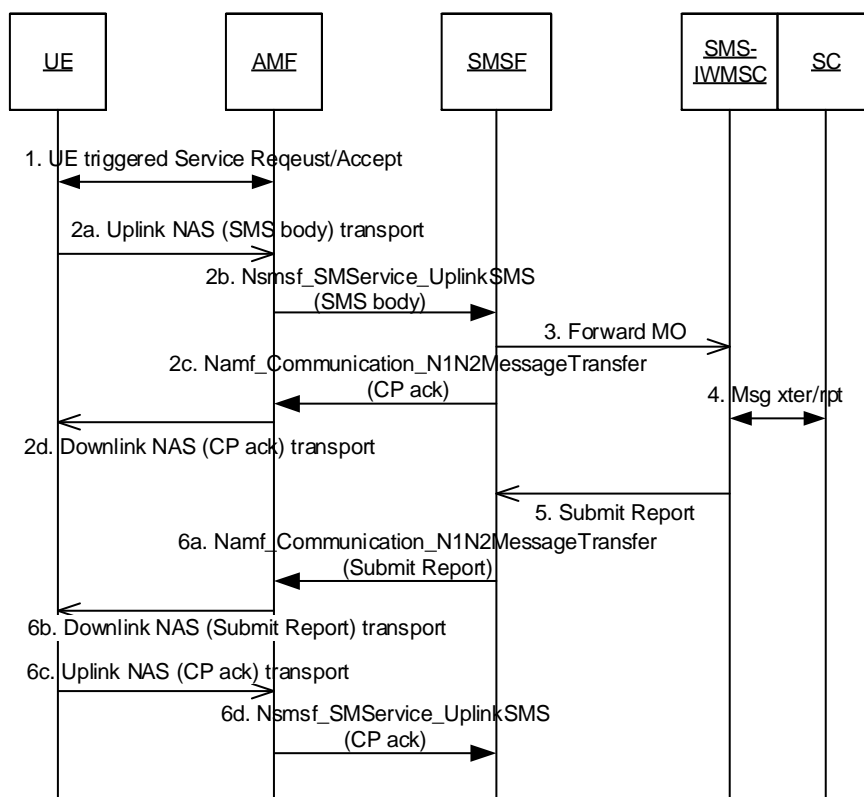 UE
AMF
SMSF
SMS-
IWMSC
SC
1. UE triggered Service Reqeust/Accept
2a. Uplink NAS (SMS body) transport
2b. Nsmsf_SMService_UplinkSMS
(SMS body)
3. Forward MO
2c. Namf_Communication_N1N2MessageTransfer
(CP ack)
4. Msg xter/rpt
2d. Downlink NAS (CP ack) transport
5. Submit Report
6a. Namf_Communication_N1N2MessageTransfer
(Submit Report)
6b. Downlink NAS (Submit Report) transport
6c. Uplink NAS (CP ack) transport
6d. Nsmsf_SMService_UplinkSMS
(CP ack)